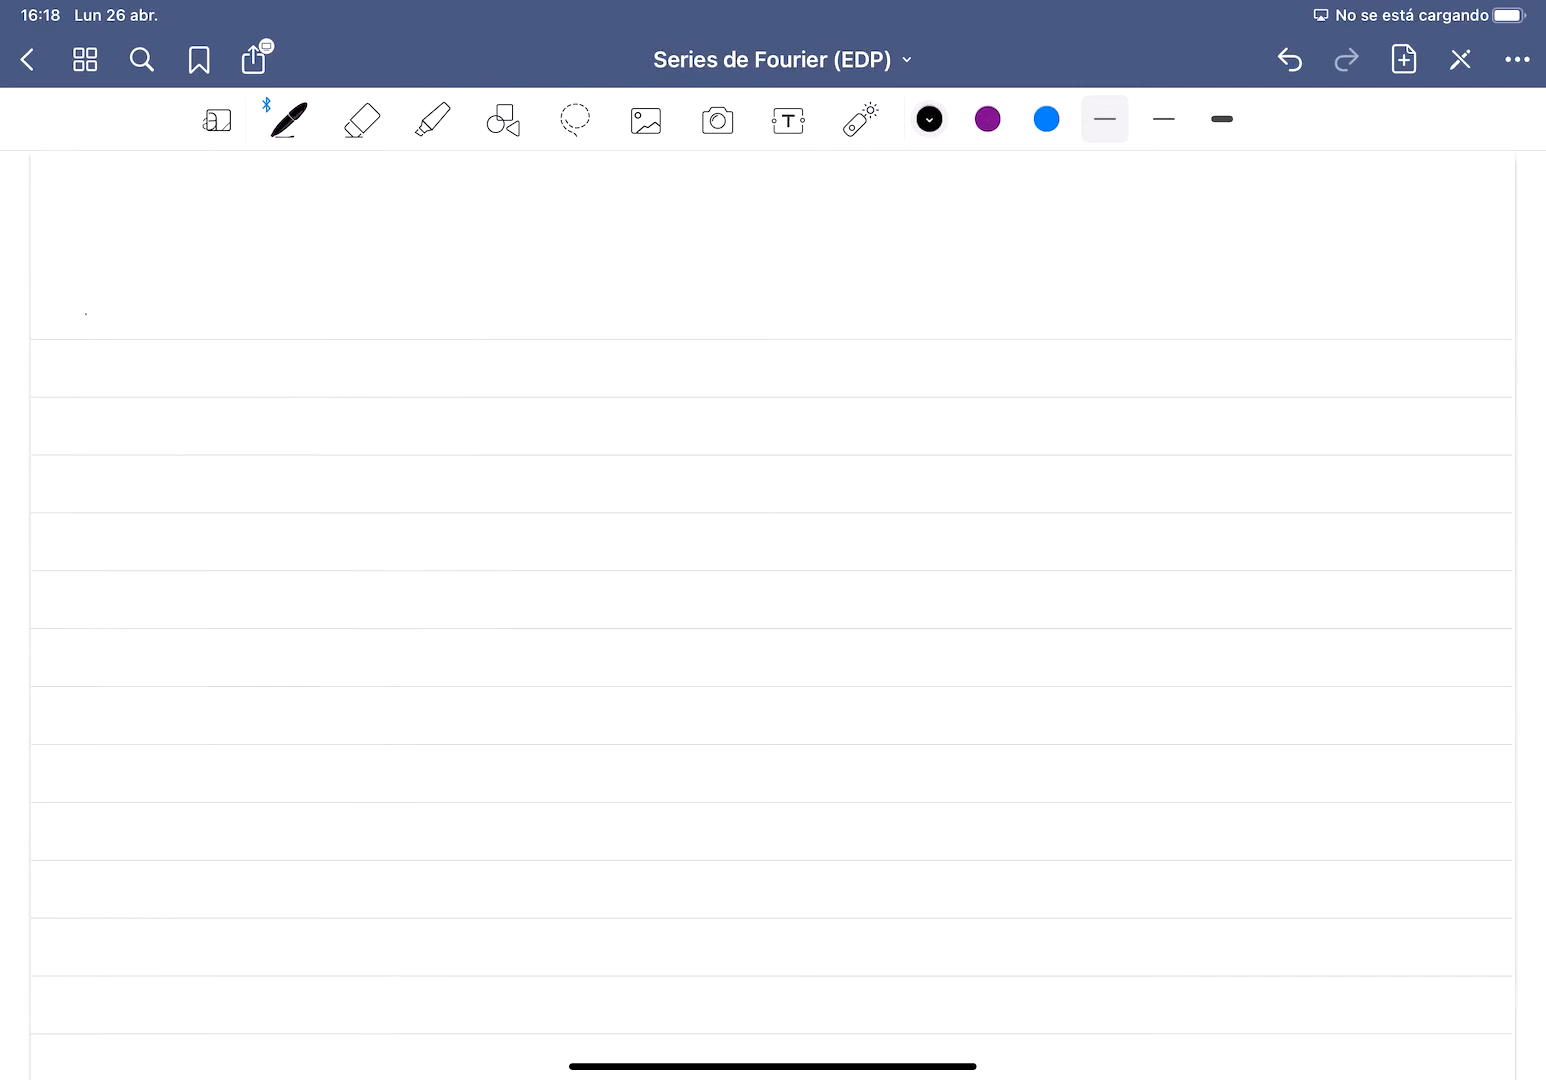 16:18 Lun 26 abr. No se está cargando
Series de Fourier (EDP)